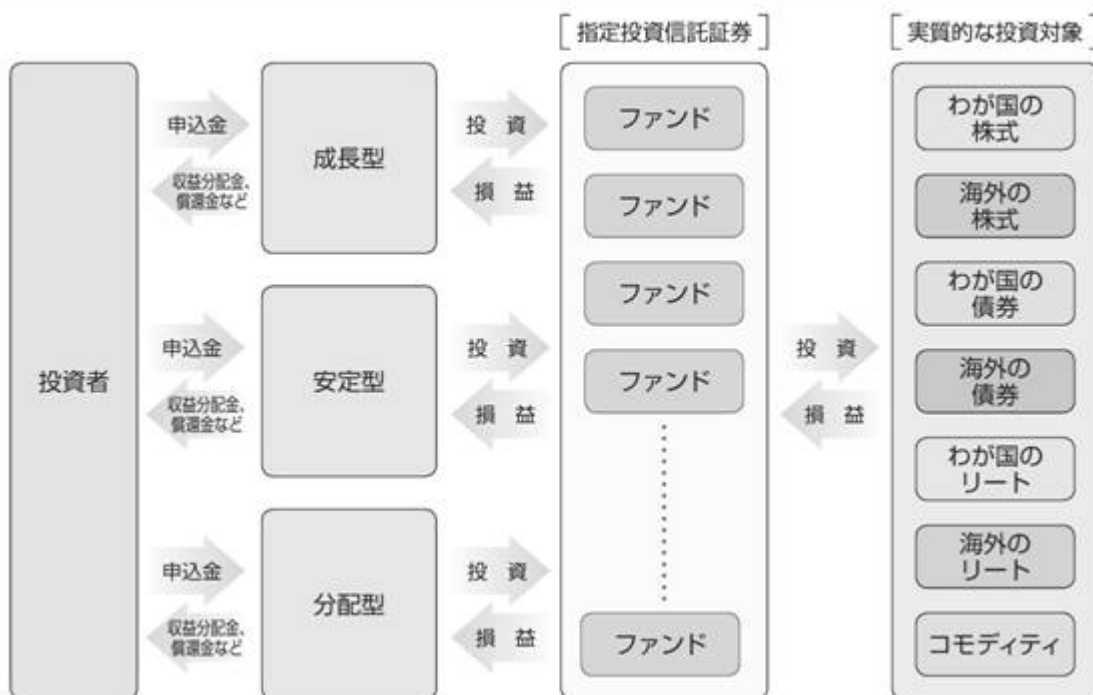 [指定投資信託証券]
[実質的な投資対象]
投資者
申込金
収益分配金、
償還金など
成長型
投 資
損 益
申込金
収益分配金、
償還金など
安定型
投 資
損 益
申込金
収益分配金、
償還金など
分配型
投 資
損 益
ファンド
ファンド
ファンド
ファンド
ファンド
投 資
損 益
わが国の
株式
海外の
株式
わが国の
債券
海外の
債券
わが国の
リート
海外の
リート
コモディティ